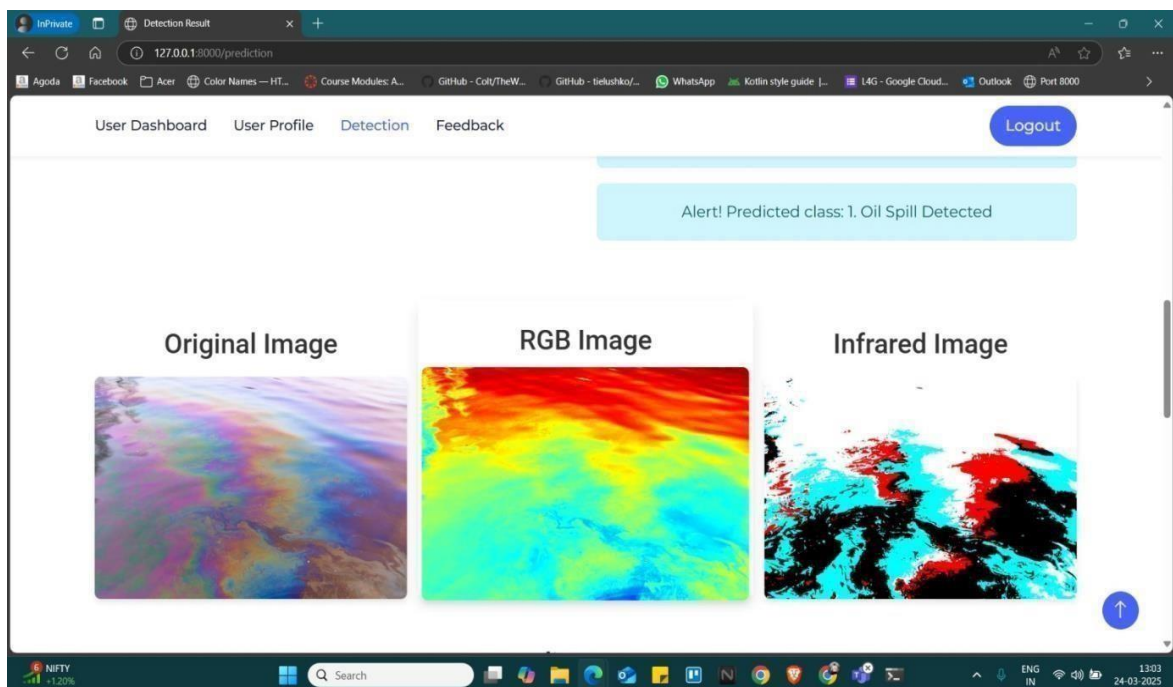 InPrivate
Detection Result
127.0.0.1:8000/prediction
Agoda Facebook Acer Color Names — HT... Course Modules: A... GitHub - Colt/TheW... GitHub - tielushko/... WhatsApp Kotlin style guide |... L4G - Google Cloud... Outlook Port 8000
User Dashboard User Profile Detection Feedback Logout
Alert! Predicted class: 1. Oil Spill Detected
Original Image RGB Image Infrared Image
6 NIFTY
+1.20%
Search
ENG
IN
13:03
24-03-2025